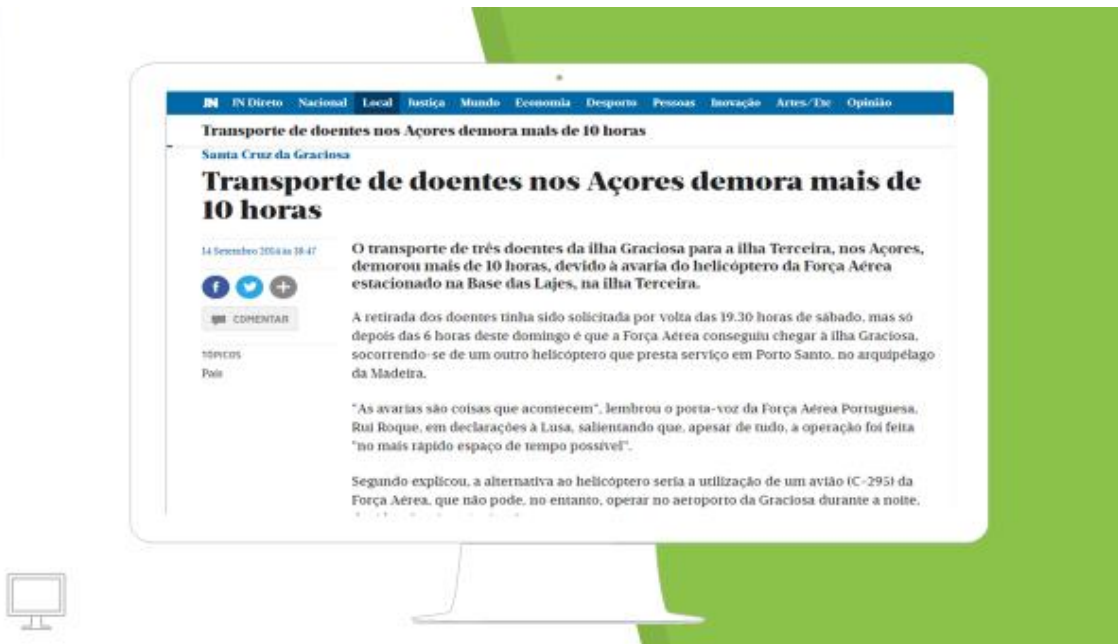 JN JN Direto Nacional Local Justiça Mundo Economia Desporto Pessoas Inovação Artes/Etc Opinião
Transporte de doentes nos Açores demora mais de 10 horas
Santa Cruz da Graciosa
Transporte de doentes nos Açores demora mais de
10 horas
14 Setembro 2014 às 18:47
COMENTAR
TÓPICOS
País
O transporte de três doentes da ilha Graciosa para a ilha Terceira, nos Açores,
demorou mais de 10 horas, devido à avaria do helicóptero da Força Aérea
estacionado na Base das Lajes, na ilha Terceira.
A retirada dos doentes tinha sido solicitada por volta das 19.30 horas de sábado, mas só
depois das 6 horas deste domingo é que a Força Aérea conseguiu chegar à ilha Graciosa,
socorrendo-se de um outro helicóptero que presta serviço em Porto Santo, no arquipélago
da Madeira.
"As avarias são coisas que acontecem", lembrou o porta-voz da Força Aérea Portuguesa,
Rui Roque, em declarações à Lusa, salientando que, apesar de tudo, a operação foi feita
"no mais rápido espaço de tempo possível".
Segundo explicou, a alternativa ao helicóptero seria a utilização de um avião (C-295) da
Força Aérea, que não pode, no entanto, operar no aeroporto da Graciosa durante a noite,